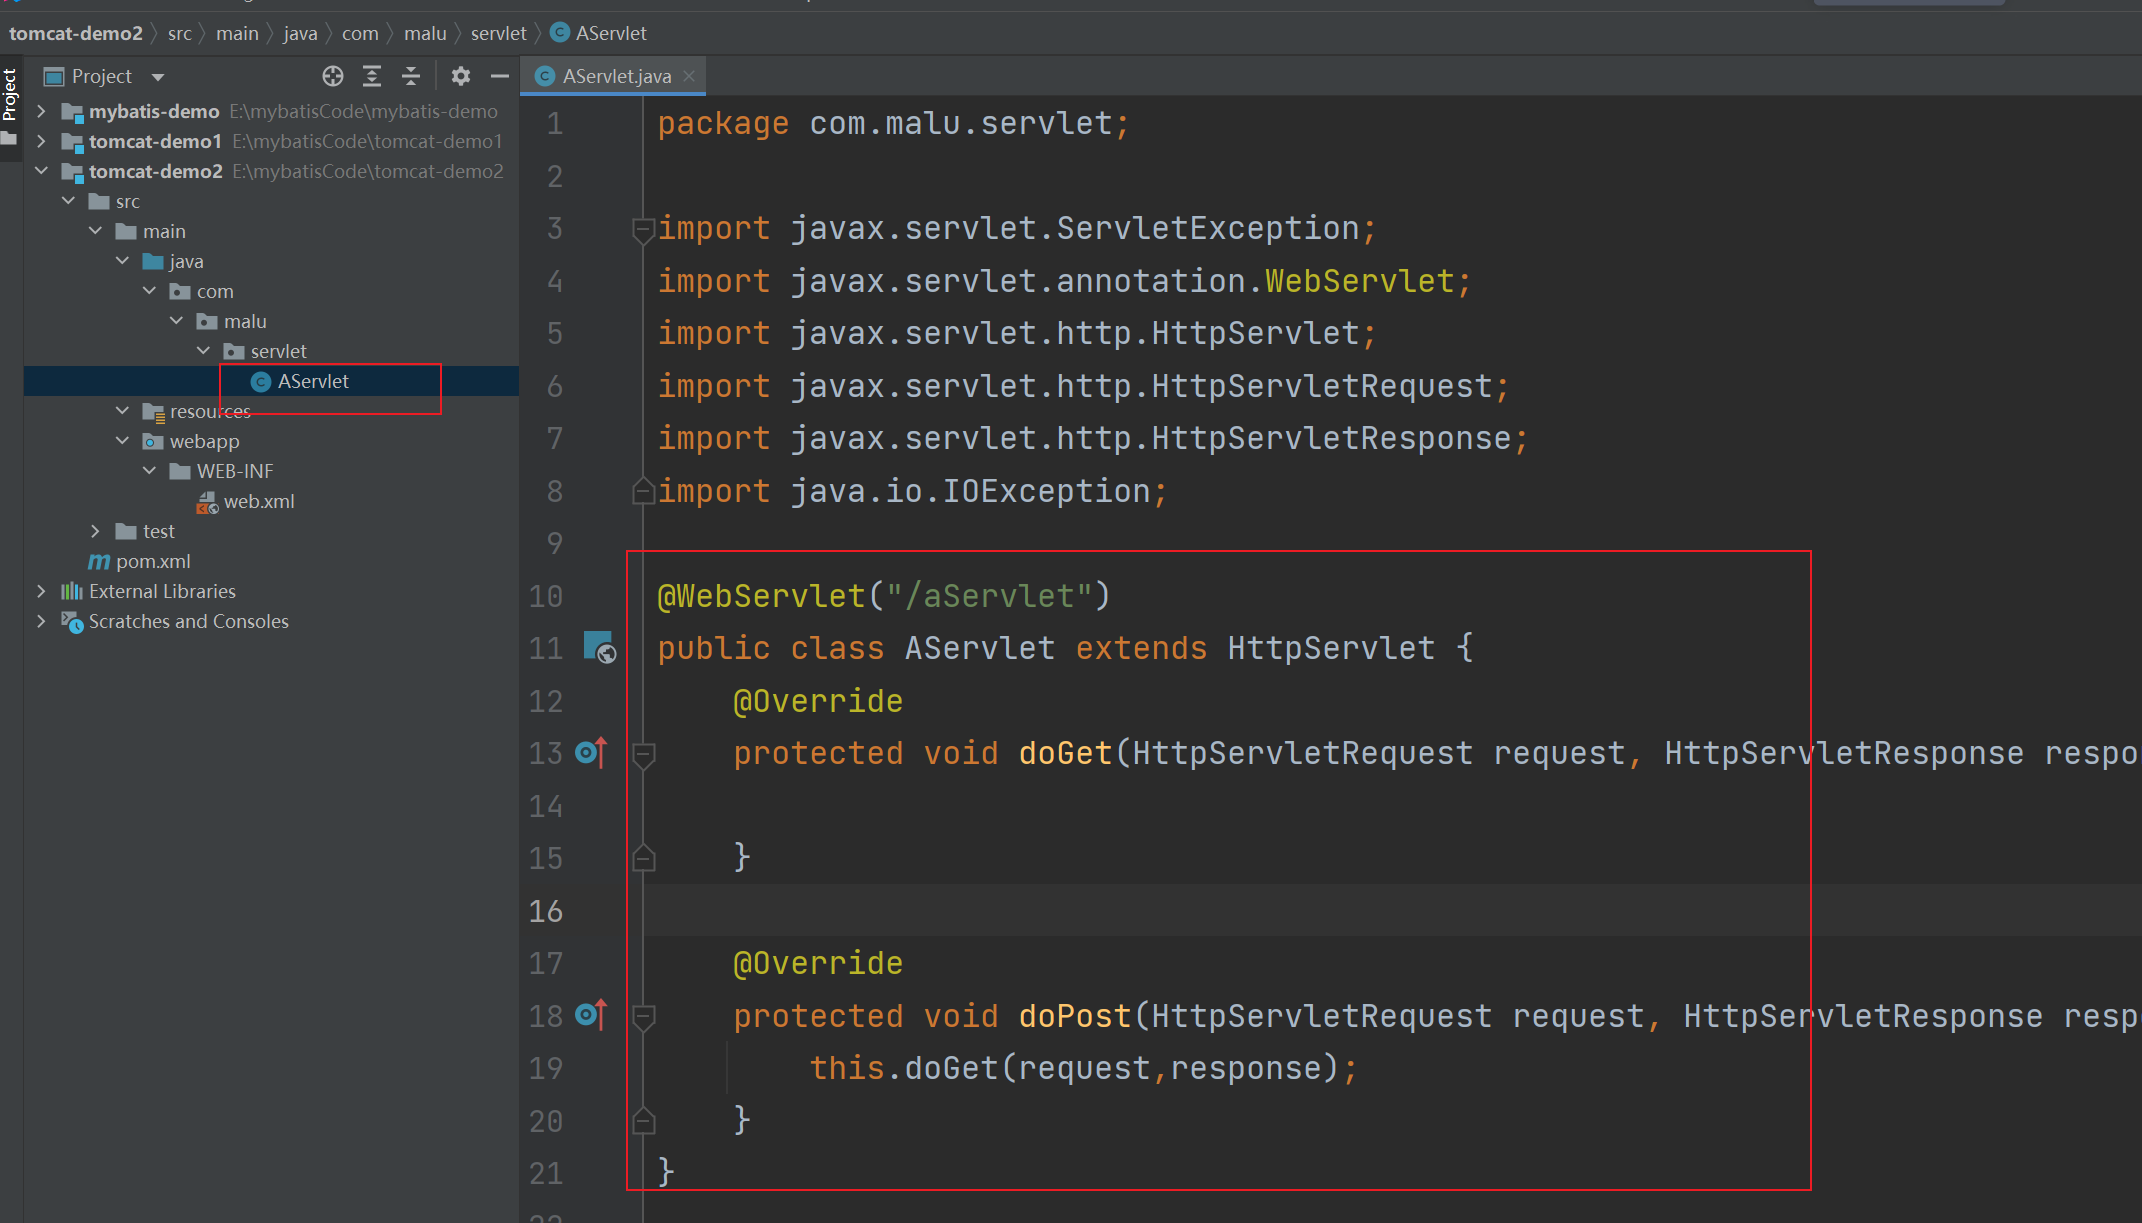 tomcat-demo2 src main java com malu servlet AServlet
Project
Project
AServlet.java
mybatis-demo E:\mybatisCode\mybatis-demo
tomcat-demo1 E:\mybatisCode\tomcat-demo1
tomcat-demo2 E:\mybatisCode\tomcat-demo2
src
main
java
com
malu
servlet
AServlet
resources
webapp
WEB-INF
web.xml
test
pom.xml
External Libraries
Scratches and Consoles
1 package com.malu.servlet;
2
3 import javax.servlet.ServletException;
4 import javax.servlet.annotation.WebServlet;
5 import javax.servlet.http.HttpServlet;
6 import javax.servlet.http.HttpServletRequest;
7 import javax.servlet.http.HttpServletResponse;
8 import java.io.IOException;
9
10 @WebServlet("/aServlet")
11 public class AServlet extends HttpServlet {
12 @Override
13 protected void doGet(HttpServletRequest request, HttpServletResponse respo
14
15 }
16
17 @Override
18 protected void doPost(HttpServletRequest request, HttpServletResponse resp
19 this.doGet(request,response);
20 }
21 }